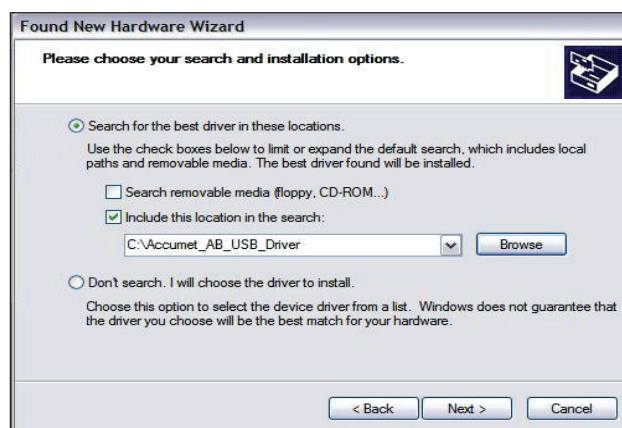 Found New Hardware Wizard
Please choose your search and installation options.
Search for the best driver in these locations.
Use the check boxes below to limit or expand the default search, which includes local
paths and removable media. The best driver found will be installed.
Search removable media (floppy, CD-ROM...)
Include this location in the search:
C:\Accumet_AB_USB_Driver
Browse
Don't search. I will choose the driver to install.
Choose this option to select the device driver from a list. Windows does not guarantee that
the driver you choose will be the best match for your hardware.
< Back Next > Cancel